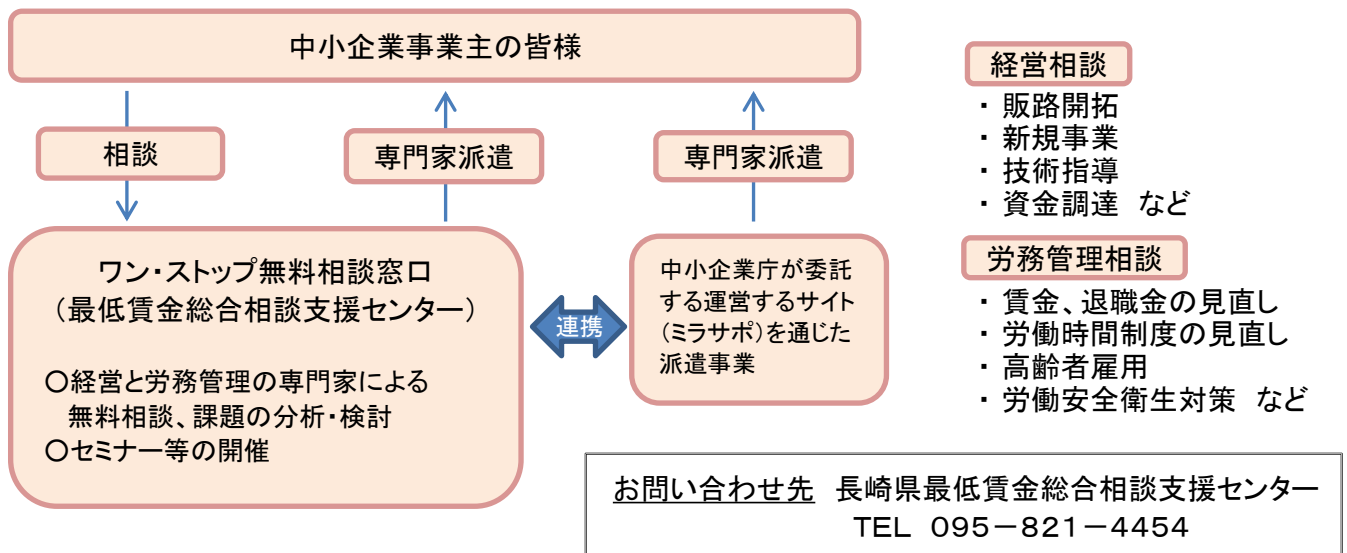 中小企業事業主の皆様
相談
専門家派遣
専門家派遣
ワン・ストップ無料相談窓口
（最低賃金総合相談支援センター）
〇経営と労務管理の専門家による
無料相談、課題の分析・検討
〇セミナー等の開催
連携
中小企業庁が委託
する運営するサイト
（ミラサポ）を通じた
派遣事業
経営相談
・ 販路開拓
・ 新規事業
・ 技術指導
・ 資金調達 など
労務管理相談
・ 賃金、退職金の見直し
・ 労働時間制度の見直し
・ 高齢者雇用
・ 労働安全衛生対策 など
お問い合わせ先 長崎県最低賃金総合相談支援センター
TEL ０９５－８２１－４４５４